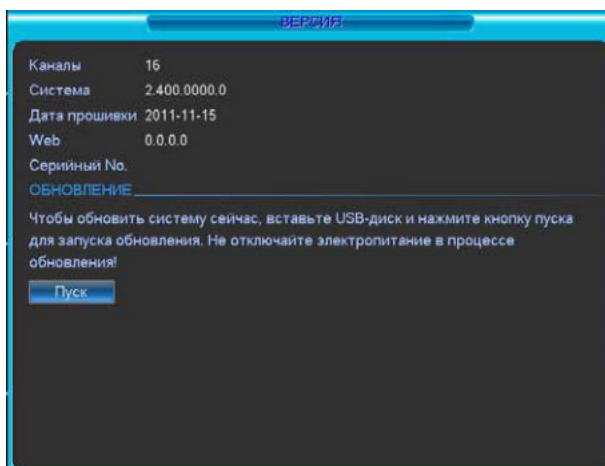 ВЕРСИЯ
Каналы 16
Система 2.400.0000.0
Дата прошивки 2011-11-15
Web 0.0.0.0
Серийный No.
ОБНОВЛЕНИЕ
Чтобы обновить систему сейчас, вставьте USB-диск и нажмите кнопку пуска
для запуска обновления. Не отключайте электропитание в процессе
обновления!
Пуск